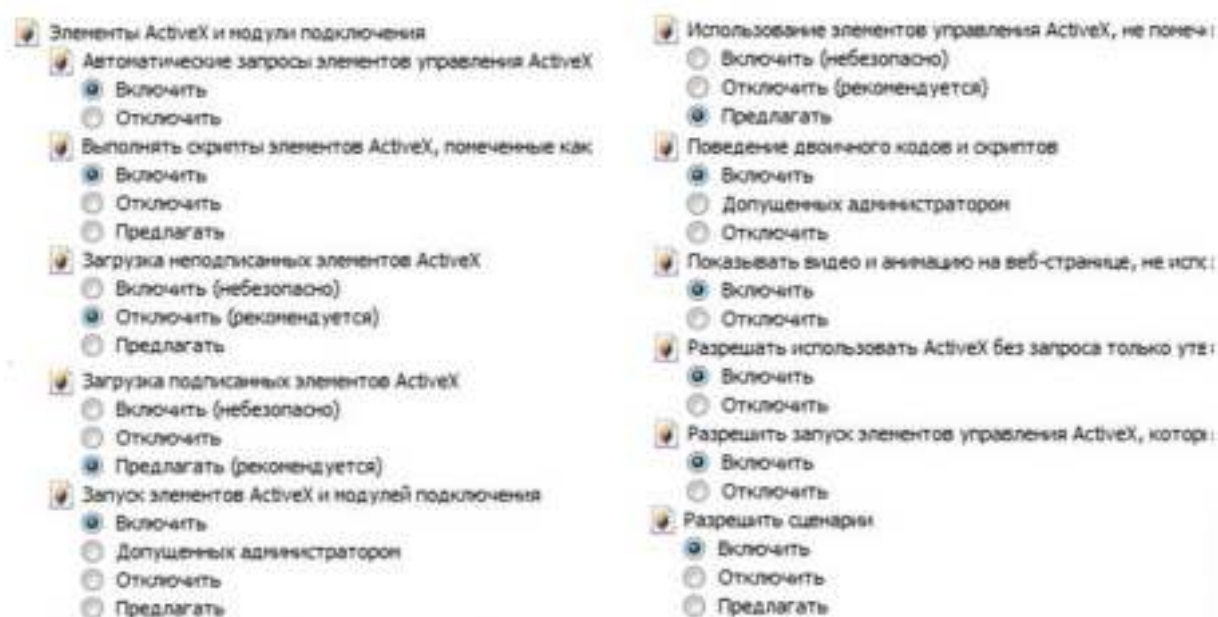 Элементы ActiveX и модули подключения
Автоматические запросы элементов управления ActiveX
Включить
Отключить
Выполнять скрипты элементов ActiveX, помеченные как
Включить
Отключить
Предлагать
Загрузка неподписанных элементов ActiveX
Включить (небезопасно)
Отключить (рекомендуется)
Предлагать
Загрузка подписанных элементов ActiveX
Включить (небезопасно)
Отключить
Предлагать (рекомендуется)
Запуск элементов ActiveX и модулей подключения
Включить
Допущенных администратором
Отключить
Предлагать
Использование элементов управления ActiveX, не помеч
Включить (небезопасно)
Отключить (рекомендуется)
Предлагать
Поведение двоичного кодов и скриптов
Включить
Допущенных администратором
Отключить
Показывать видео и анимацию на веб-странице, не испо
Включить
Отключить
Разрешать использовать ActiveX без запроса только утв
Включить
Отключить
Разрешить запуск элементов управления ActiveX, котор
Включить
Отключить
Разрешить сценарии
Включить
Отключить
Предлагать